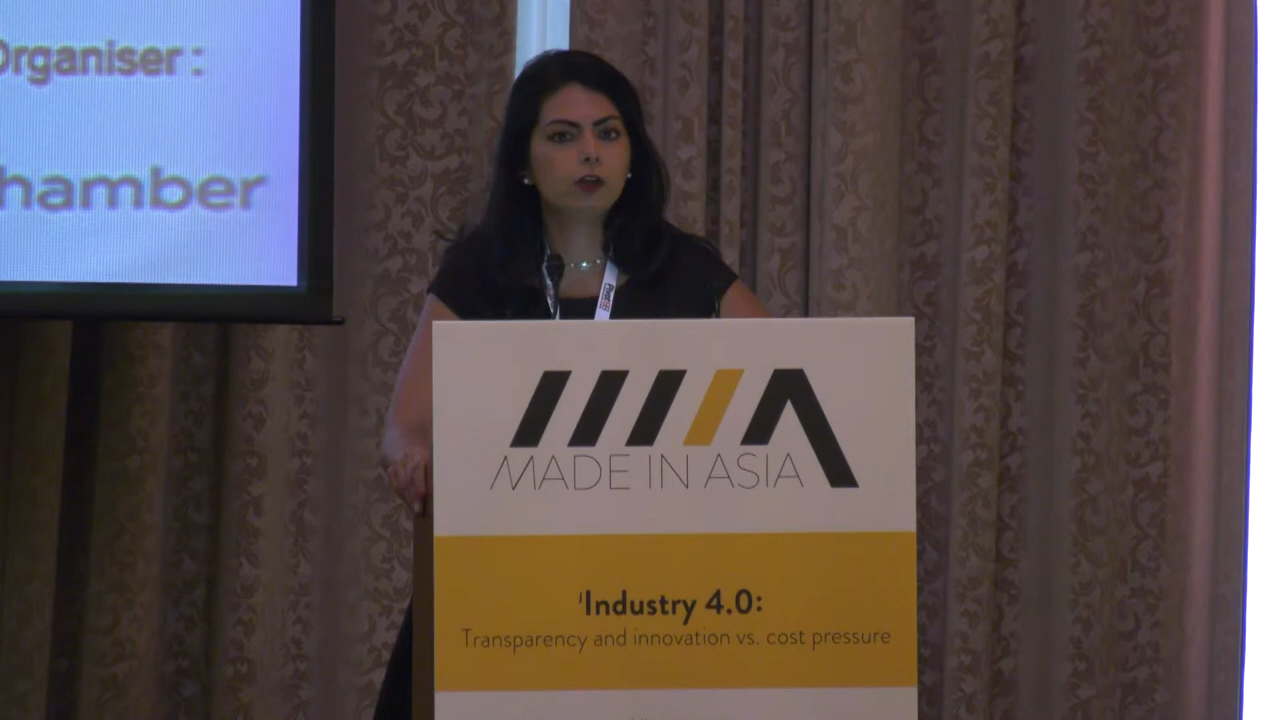 Organiser :
hamber
MADE IN ASIA
'Industry 4.0:
Transparency and innovation vs. cost pressure